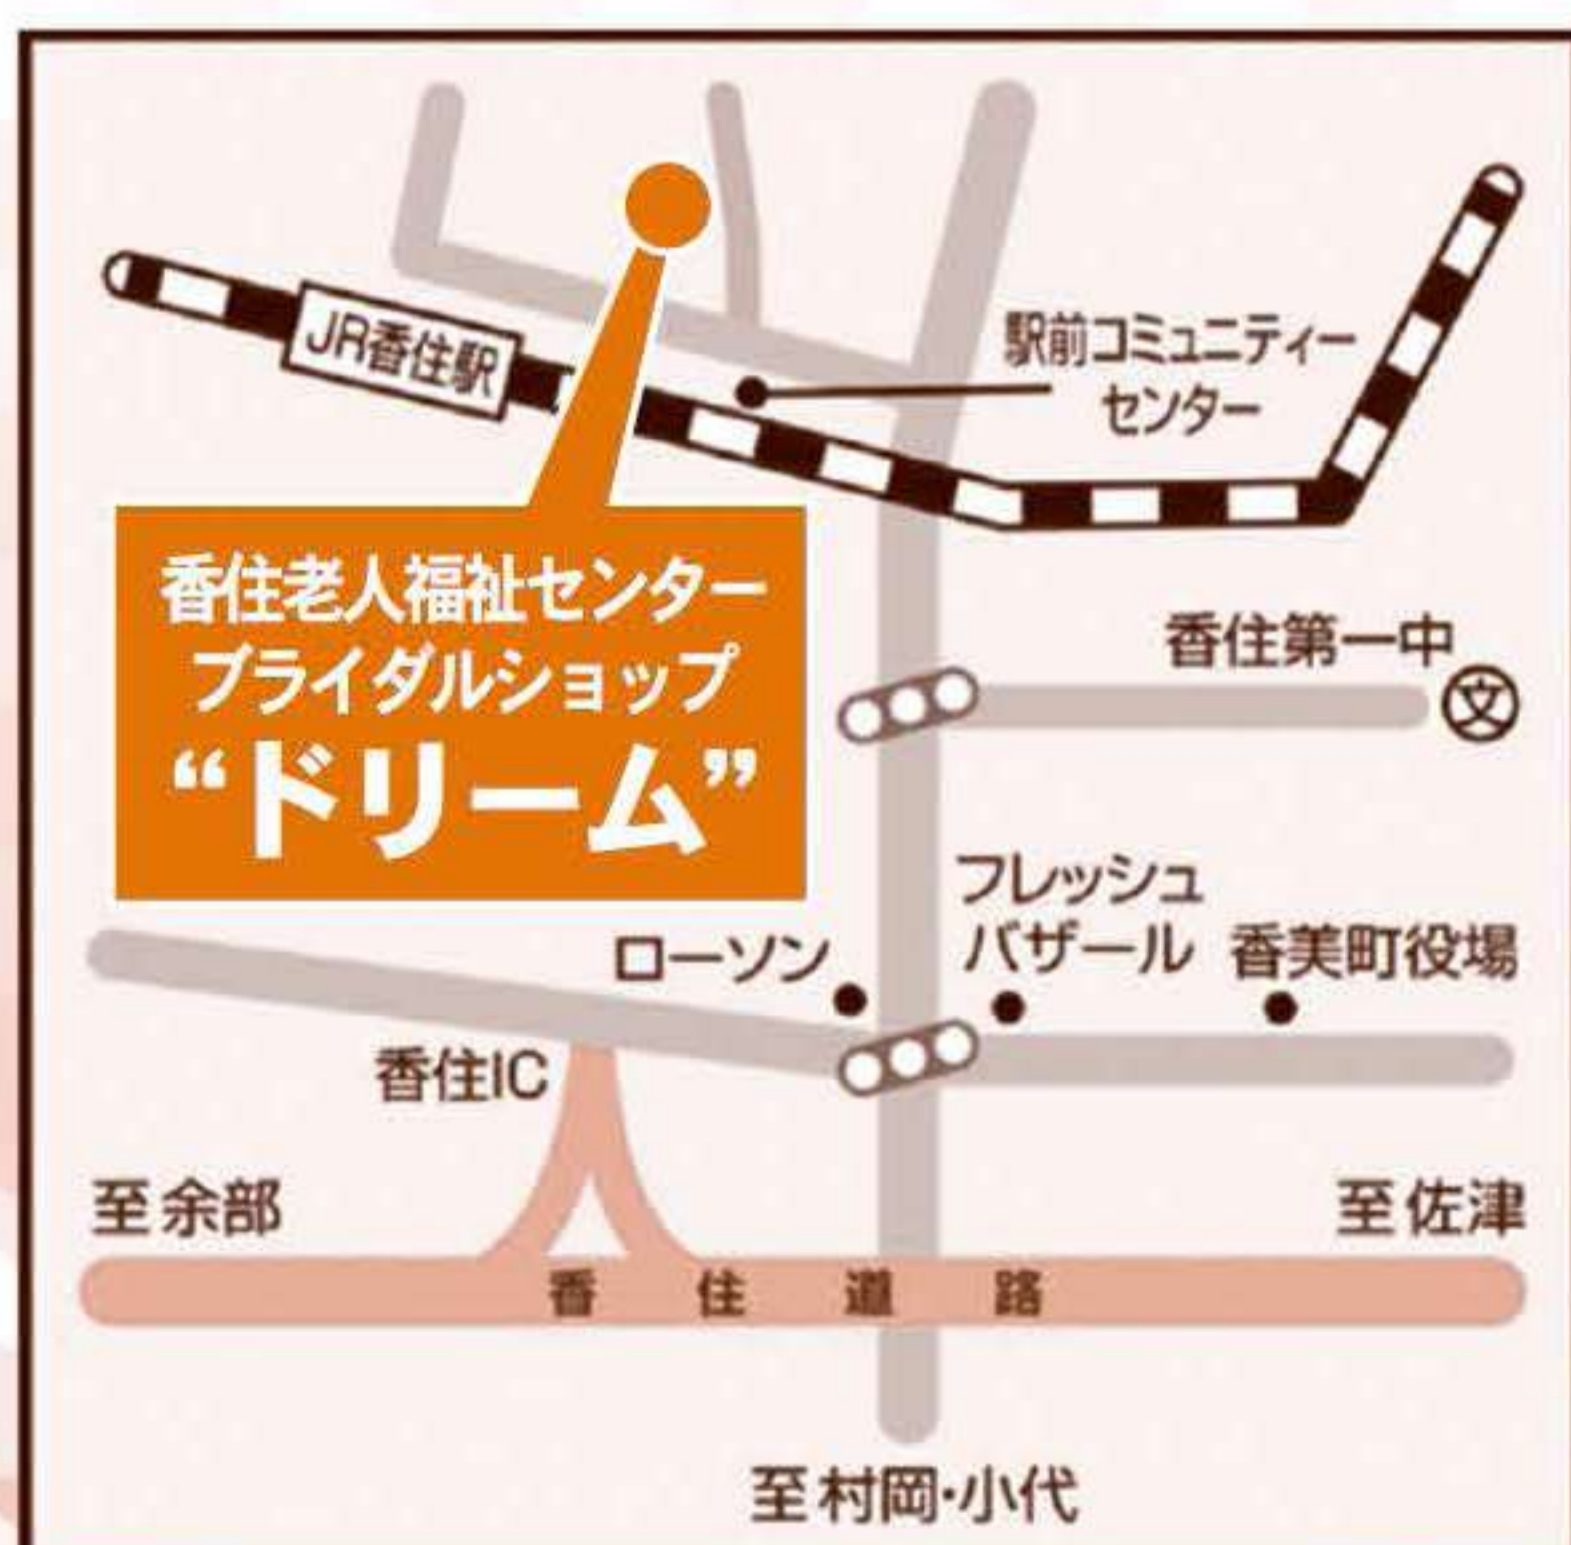 JR香住駅
駅前コミュニティー
センター
香住老人福祉センター
ブライダルショップ
“ドリーム”
香住第一中
文
フレッシュ
バザール
ローソン
香美町役場
香住IC
至余部
至佐津
香住道路
至村岡・小代